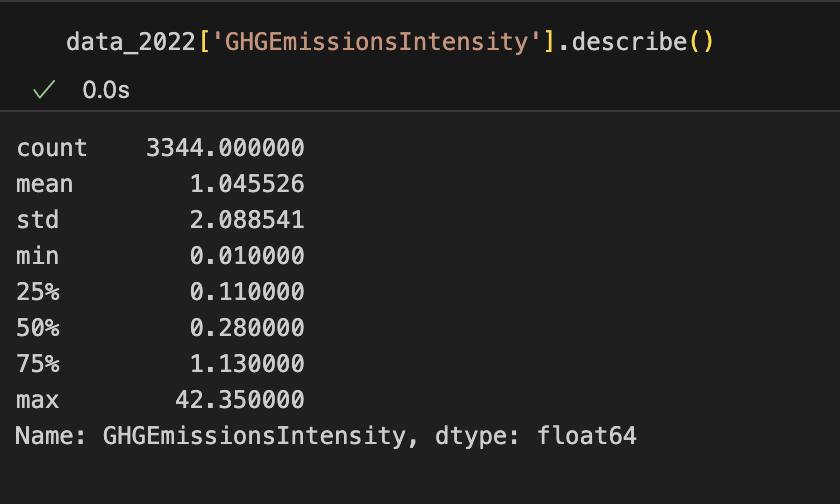 data_2022['GHGEmissionsIntensity'].describe()
✓ 0.0s
count 3344.000000
mean 1.045526
std 2.088541
min 0.010000
25% 0.110000
50% 0.280000
75% 1.130000
max 42.350000
Name: GHGEmissionsIntensity, dtype: float64